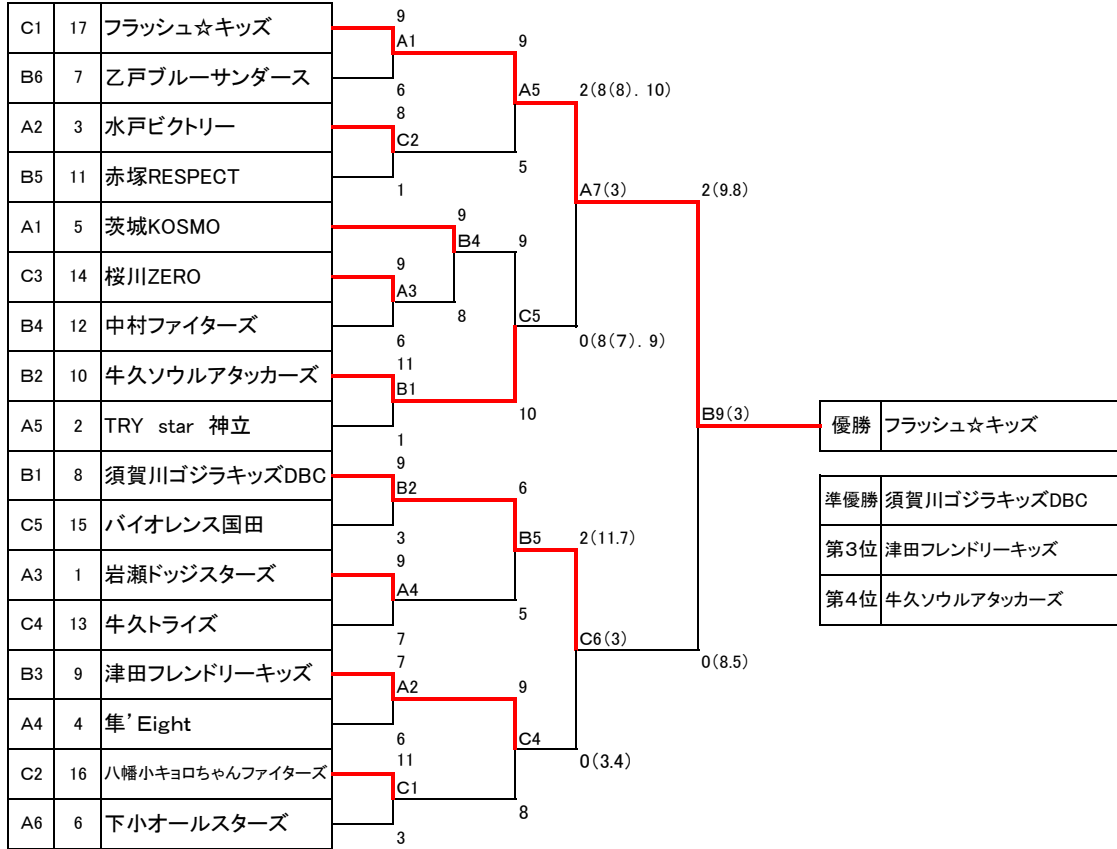 C1 17 フラッシュ☆キッズ
B6 7 乙戸ブルーサンダース
A2 3 水戸ビクトリー
B5 11 赤塚RESPECT
A1 5 茨城KOSMO
C3 14 桜川ZERO
B4 12 中村ファイターズ
B2 10 牛久ソウルアタッカーズ
A5 2 TRY star 神立
B1 8 須賀川ゴジラキッズDBC
C5 15 バイオレンス国田
A3 1 岩瀬ドッジスターズ
C4 13 牛久トライズ
B3 9 津田フレンドリーキッズ
A4 4 隼’Eight
C2 16 八幡小キョロちゃんファイターズ
A6 6 下小オールスターズ
9
A1
6
8
C2
1
9
B4
8
9
A3
6
11
B1
1
9
B2
3
9
A4
7
7
A2
6
11
C1
3
9
A5
5
9
C5
10
6
B5
5
9
C4
8
2(8(8).10)
A7(3)
0(8(7).9)
2(11.7)
C6(3)
0(3.4)
2(9.8)
B9(3)
0(8.5)
優勝 フラッシュ☆キッズ
準優勝 須賀川ゴジラキッズDBC
第3位 津田フレンドリーキッズ
第4位 牛久ソウルアタッカーズ